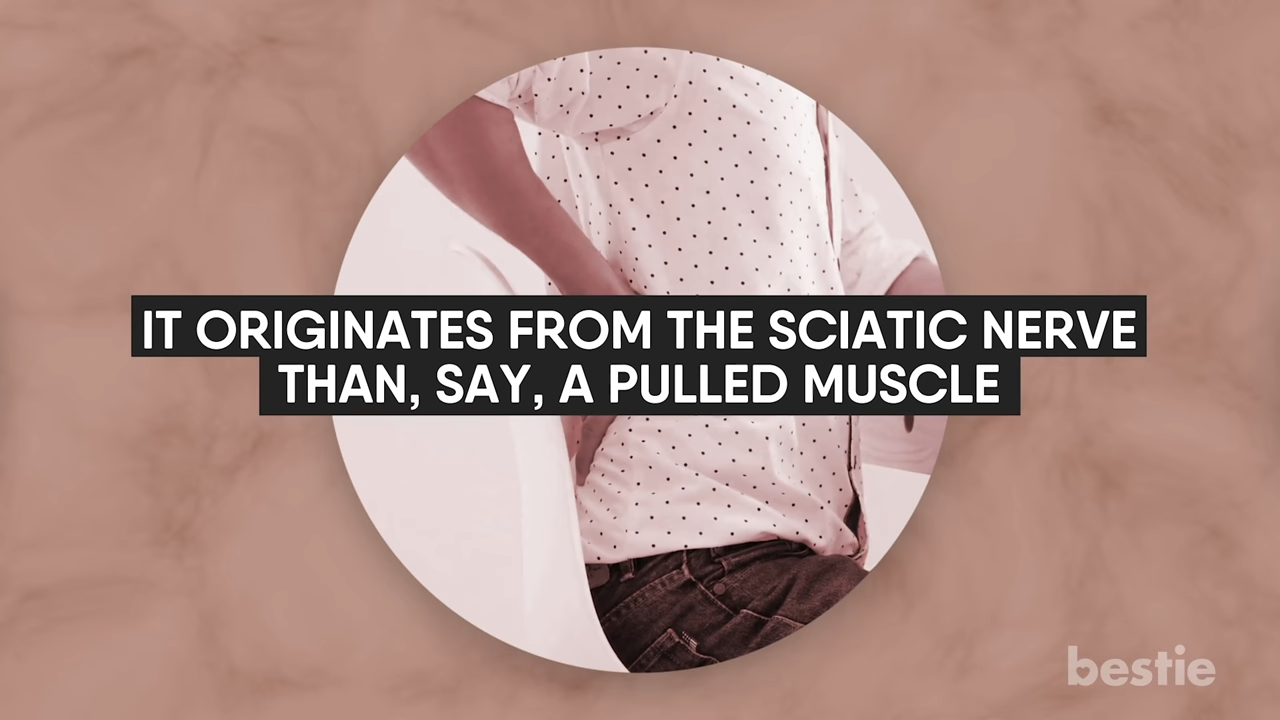 IT ORIGINATES FROM THE SCIATIC NERVE
THAN, SAY, A PULLED MUSCLE
bestie